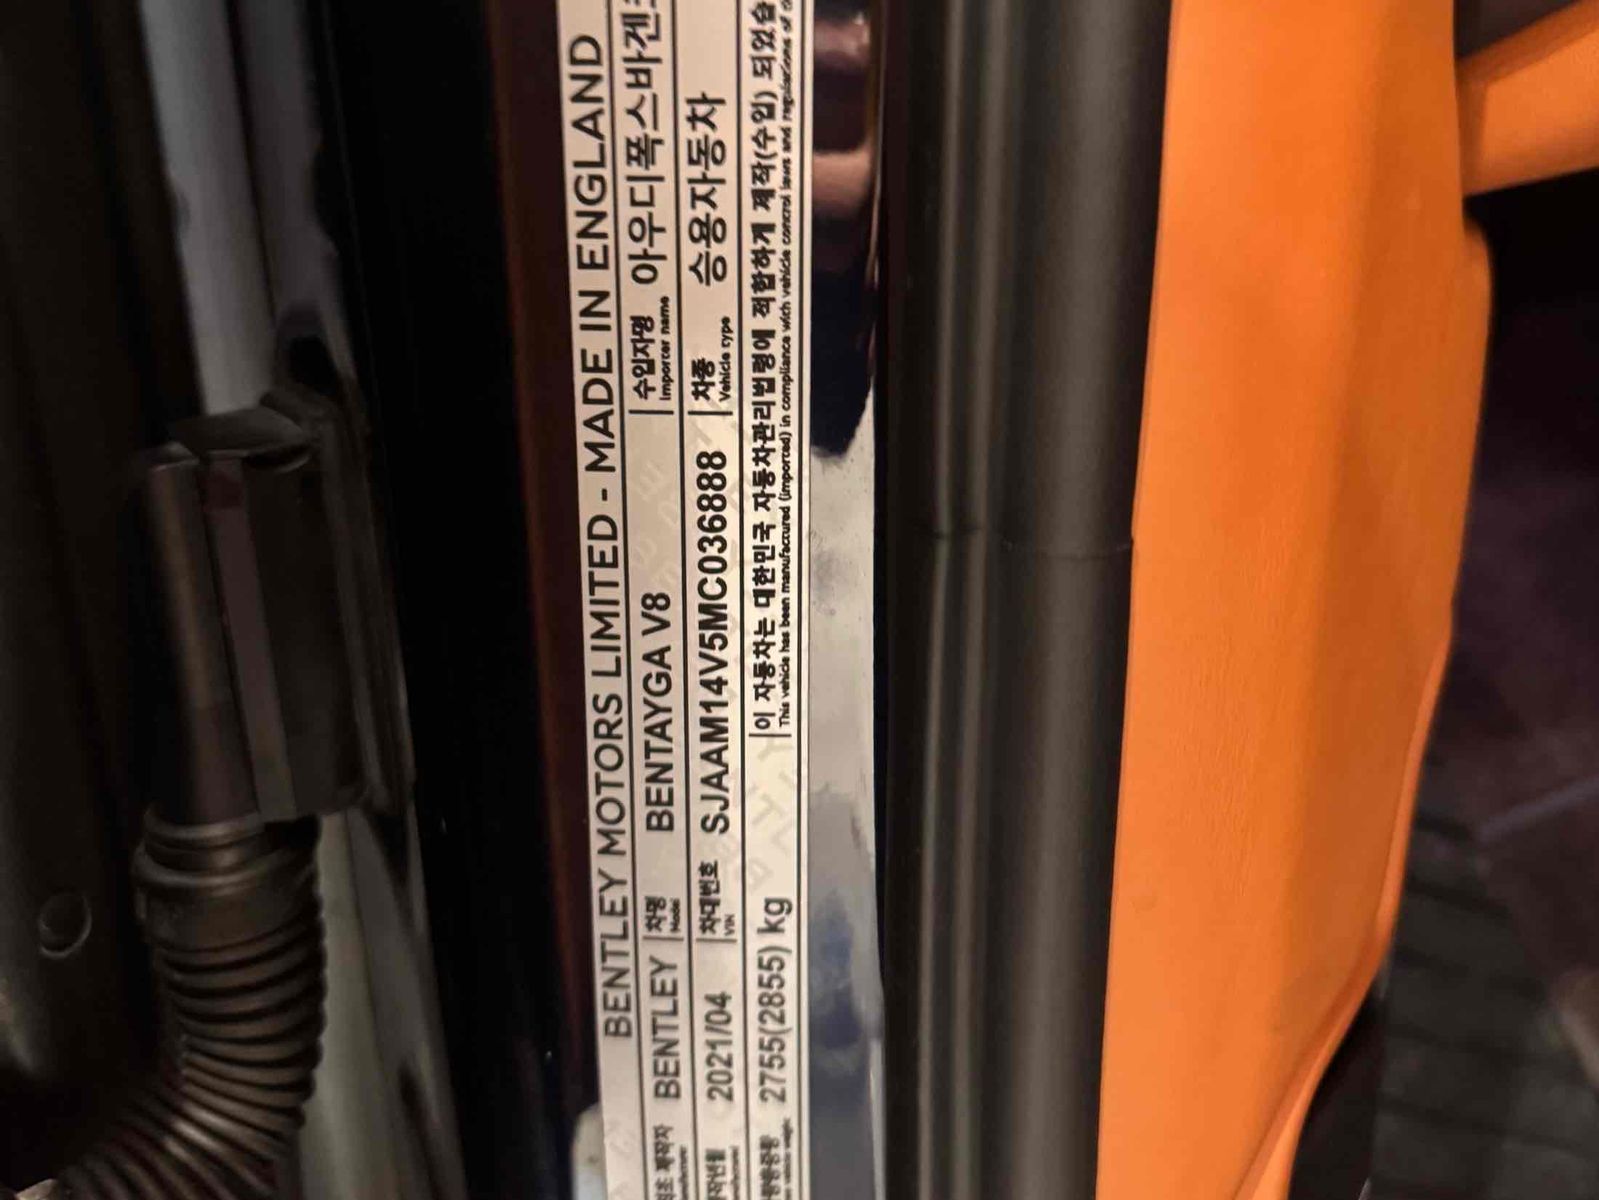 BENTLEY MOTORS LIMITED - MADE IN ENGLAND
BENTLEY 차명 BENTAYGA V8 수입자명 아우디폭스바겐
Model Importer name
2021/04 차대번호 SJAAM14V5MC036888 차종 승용자동차
VIN Vehicle type
2755(2855) kg 이 자동차는 대한민국 자동차관리법령에 적합하게 제작(수입) 되었습
This vehicle has been manufactured (imported) in compliance with vehicle control laws and regulations of